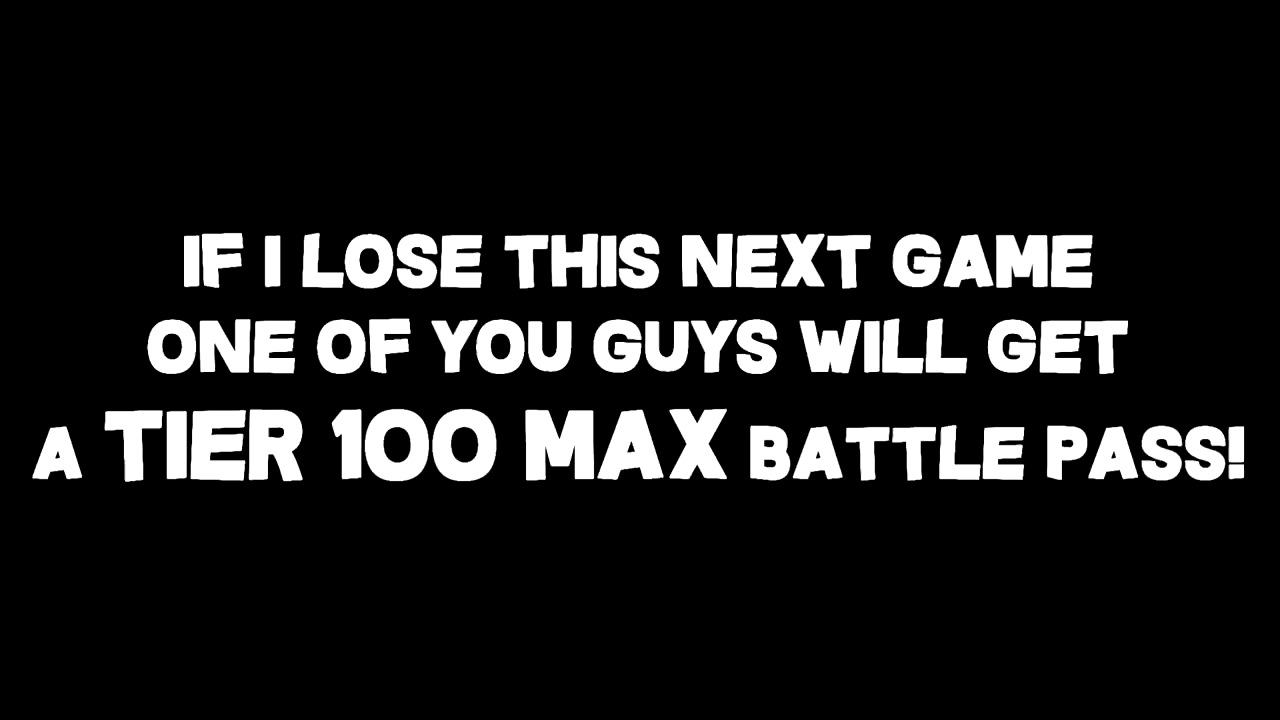 IF I LOSE THIS NEXT GAME
ONE OF YOU GUYS WILL GET
A TIER 100 MAX BATTLE PASS!